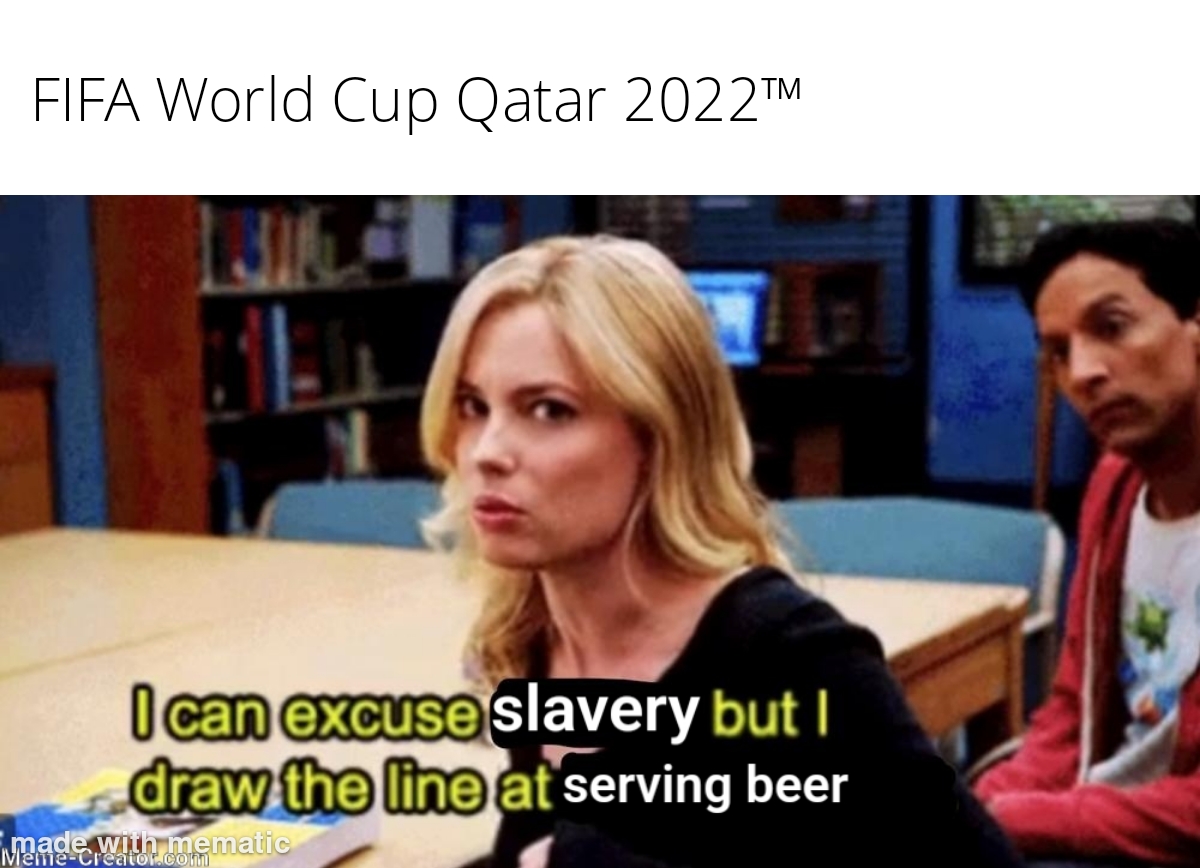 FIFA World Cup Qatar 2022™
I can excuse slavery but I
draw the line at serving beer
made with mematic
Meme-Creator.com